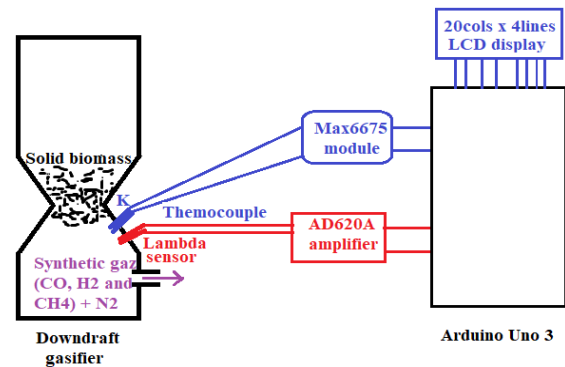 20cols x 4lines
LCD display
Max6675
module
Solid biomass
K
Themocouple
AD620A
amplifier
Lambda
sensor
Synthetic gaz
(CO, H2 and
CH4) + N2
Downdraft
gasifier
Arduino Uno 3